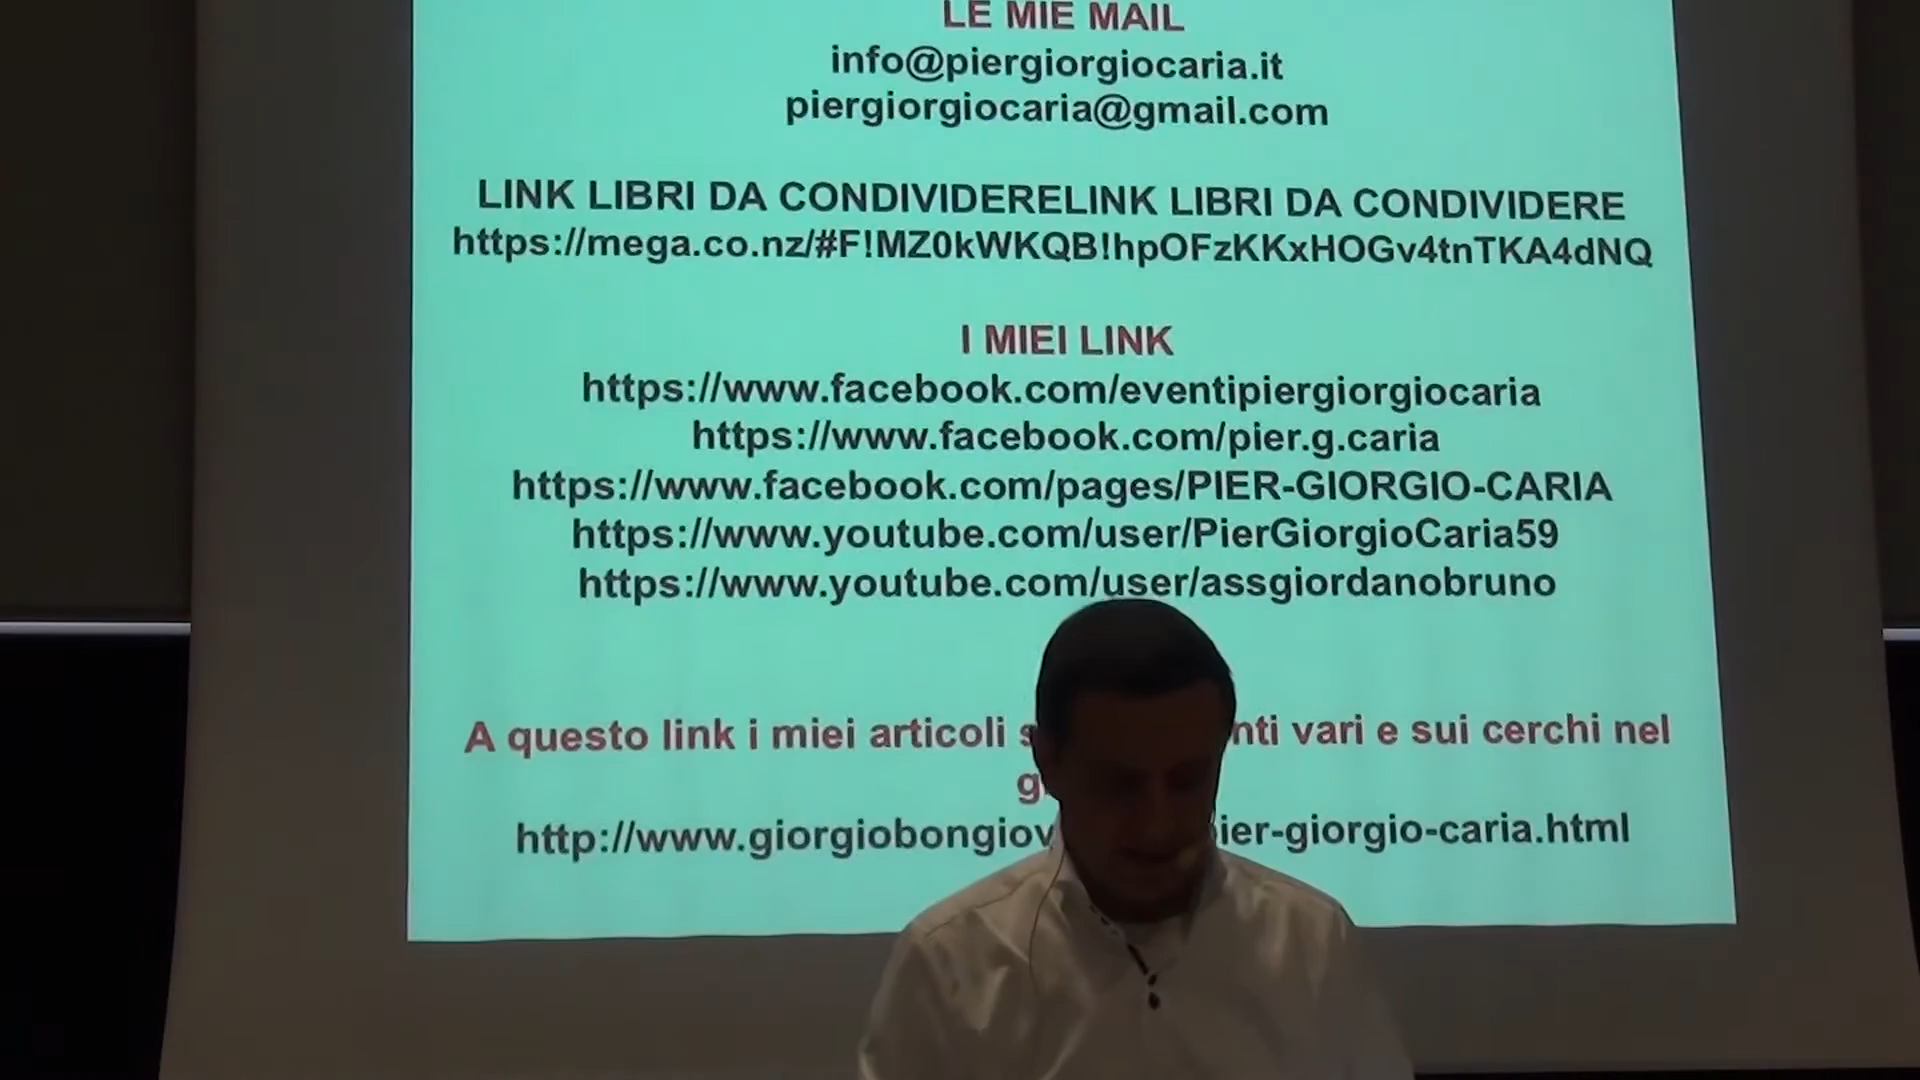 LE MIE MAIL
info@piergiorgiocaria.it
piergiorgiocaria@gmail.com
LINK LIBRI DA CONDIVIDERELINK LIBRI DA CONDIVIDERE
https://mega.co.nz/#F!MZ0kWKQB!hpOFzKKxHOGv4tnTKA4dNQ
I MIEI LINK
https://www.facebook.com/eventipiergiorgiocaria
https://www.facebook.com/pier.g.caria
https://www.facebook.com/pages/PIER-GIORGIO-CARIA
https://www.youtube.com/user/PierGiorgioCaria59
https://www.youtube.com/user/assgiordanobruno
A questo link i miei articoli vari e sui cerchi nel
http://www.giorgiobongiov ier-giorgio-caria.html